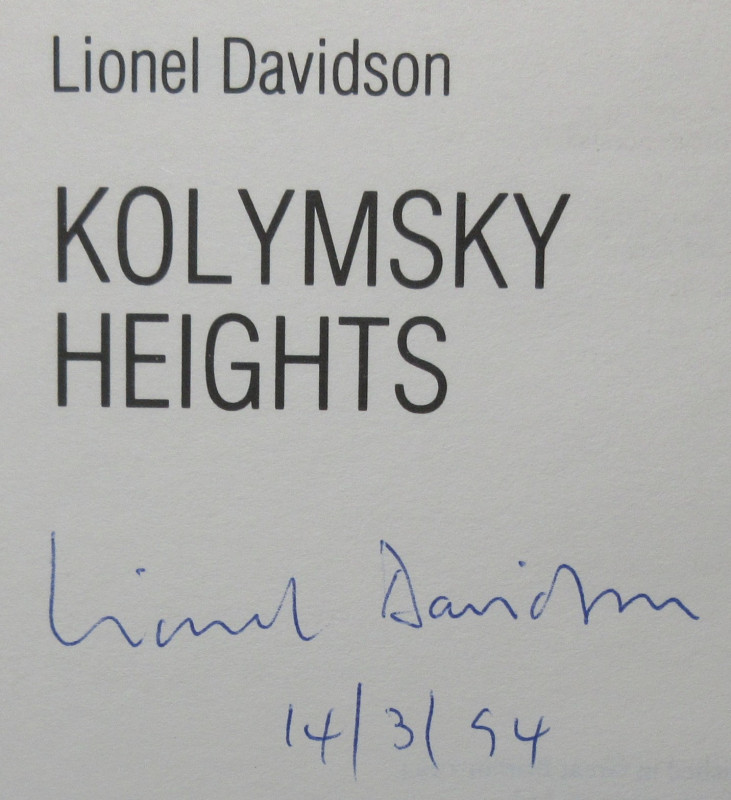 Lionel Davidson
KOLYMSKY
HEIGHTS
Lionel Davidson
14/3/94